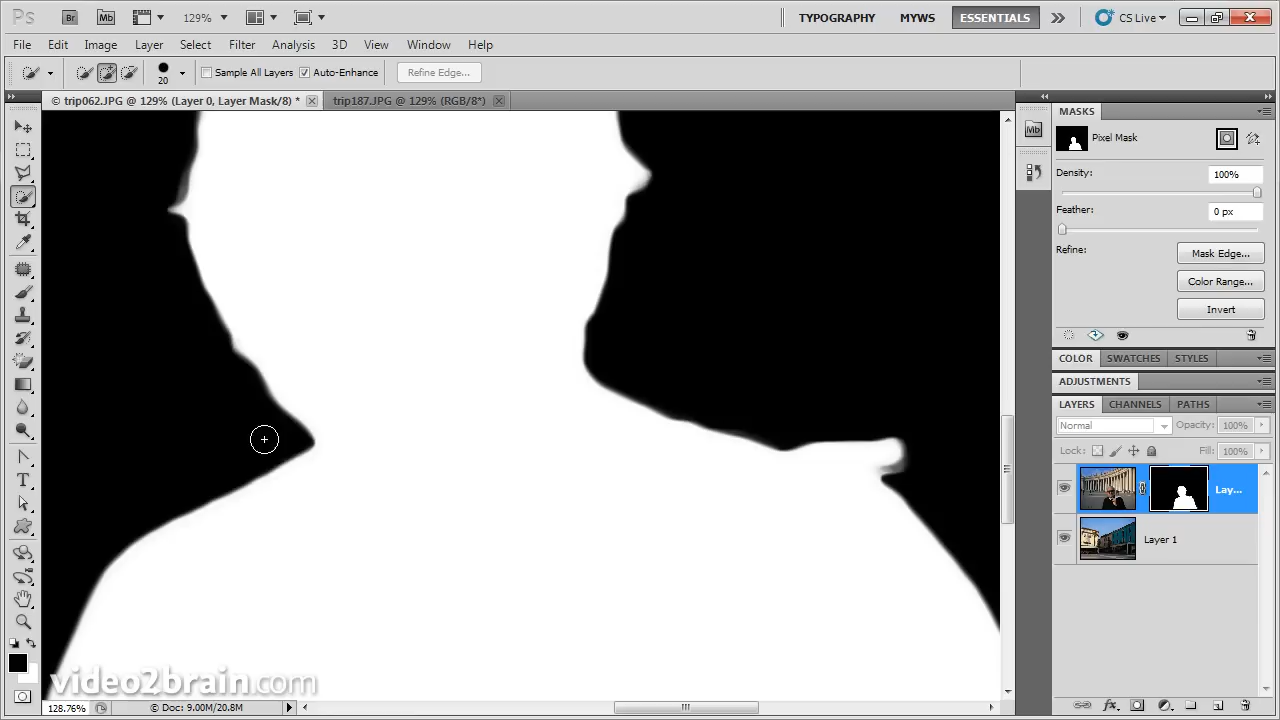 Ps Br Mb 129% TYPOGRAPHY MYWS ESSENTIALS CS Live
File Edit Image Layer Select Filter Analysis 3D View Window Help
20 Sample All Layers Auto-Enhance Refine Edge...
© trip062.JPG @ 129% (Layer 0, Layer Mask/8) * trip187.JPG @ 129% (RGB/8*)
MASKS
Mb Pixel Mask
Density: 100%
Feather: 0 px
Refine: Mask Edge...
Color Range...
Invert
COLOR SWATCHES STYLES
ADJUSTMENTS
LAYERS CHANNELS PATHS
Normal Opacity: 100%
Lock: Fill: 100%
Lay...
Layer 1
T
video2brain.com
128.76% © Doc: 9.00M/20.8M fx